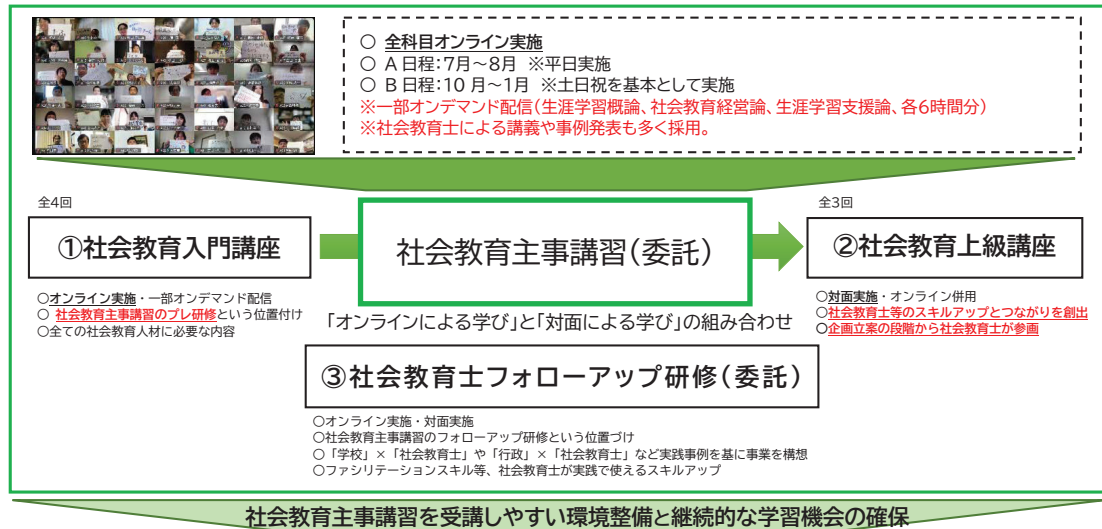 ○ 全科目オンライン実施
○ A日程：7月～8月 ※平日実施
○ B日程：10月～1月 ※土日祝を基本として実施
※一部オンデマンド配信（生涯学習概論、社会教育経営論、生涯学習支援論、各6時間分）
※社会教育士による講義や事例発表も多く採用。
全4回
①社会教育入門講座
○オンライン実施・一部オンデマンド配信
○ 社会教育主事講習のプレ研修という位置付け
○全ての社会教育人材に必要な内容
社会教育主事講習（委託）
全3回
②社会教育上級講座
○対面実施・オンライン併用
○社会教育士等のスキルアップとつながりを創出
○企画立案の段階から社会教育士が参画
「オンラインによる学び」と「対面による学び」の組み合わせ
③社会教育士フォローアップ研修（委託）
○オンライン実施・対面実施
○社会教育主事講習のフォローアップ研修という位置づけ
○「学校」×「社会教育士」や「行政」×「社会教育士」など実践事例を基に事業を構想
○ファシリテーションスキル等、社会教育士が実践で使えるスキルアップ
社会教育主事講習を受講しやすい環境整備と継続的な学習機会の確保